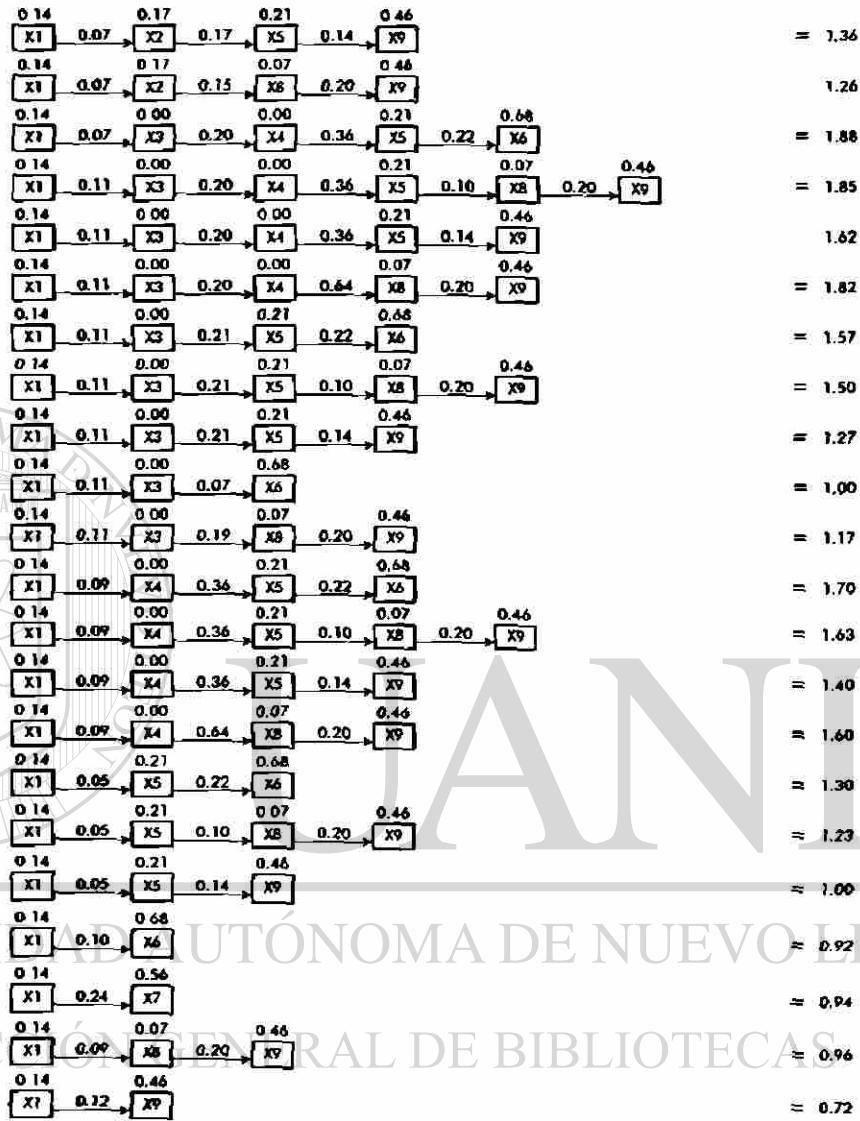 0 14 0.17 0.21 0 46
X1 0.07 X2 0.17 X5 0.14 X9 = 1.36
0.14 0 17 0.07 0 46
X1 0.07 X2 0.15 X8 0.20 X9 1.26
0.14 0 00 0.00 0.21 0.68
X1 0.07 X3 0.20 X4 0.36 X5 0.22 X6 = 1.88
0 14 0.00 0.00 0.21 0.07 0.46
X1 0.11 X3 0.20 X4 0.36 X5 0.10 X8 0.20 X9 = 1.85
0.14 0 00 0 00 0.21 0.46
X1 0.11 X3 0.20 X4 0.36 X5 0.14 X9 1.62
0.14 0.00 0.00 0.07 0.46
X1 0.11 X3 0.20 X4 0.64 X8 0.20 X9 = 1.82
0.14 0.00 0.21 0.68
X1 0.11 X3 0.21 X5 0.22 X6 = 1.57
0 14 0.00 0.21 0.07 0.46
X1 0.11 X3 0.21 X5 0.10 X8 0.20 X9 = 1.50
0 14 0.00 0.21 0.46
X1 0.11 X3 0.21 X5 0.14 X9 = 1.27
0 14 0.00 0.68
X1 0.11 X3 0.07 X6 = 1,00
0.14 0.00 0.07 0.46
X1 0.11 X3 0.19 X8 0.20 X9 = 1.17
0 14 0.00 0.21 0.68
X1 0.09 X4 0.36 X5 0.22 X6 = 1.70
0 14 0.00 0.21 0.07 0.46
X1 0.09 X4 0.36 X5 0.10 X8 0.20 X9 = 1.63
0 14 0.00 0.21 0.46
X1 0.09 X4 0.36 X5 0.14 X9 = 1.40
0 14 0.00 0.07 0.46
X1 0.09 X4 0.64 X8 0.20 X9 = 1.60
0 14 0.21 0.68
X1 0.05 X5 0.22 X6 = 1.30
0 14 0.21 0 07 0.46
X1 0.05 X5 0.10 X8 0.20 X9 = 1.23
0 14 0.21 0.46
X1 0.05 X5 0.14 X9 = 1.00
0 14 0 68
X1 0.10 X6 = 0.92
0 14 0.56
X1 0.24 X7 = 0.94
0 14 0.07 0 46
X1 0.09 X8 0.20 X9 = 0.96
0 14 0.46
X1 0.12 X9 = 0.72
UANL
DAD AUTÓNOMA DE NUEVO LE
CIÓN GENERAL DE BIBLIOTECAS